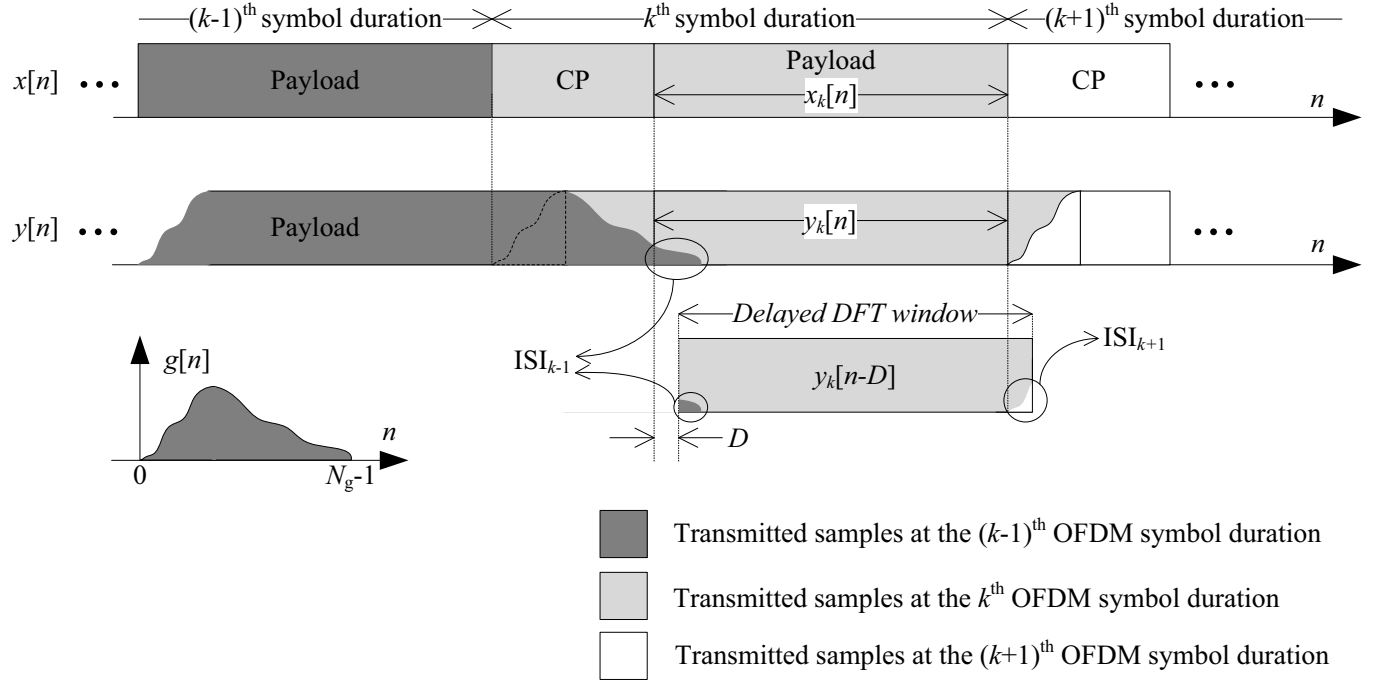 (k-1)th symbol duration kth symbol duration (k+1)th symbol duration
x[n] ••• Payload CP Payload CP •••
xk[n] n
y[n] ••• Payload yk[n] •••
n
Delayed DFT window
ISIk-1 ISIk+1
g[n] yk[n-D]
n D
0 Ng-1
Transmitted samples at the (k-1)th OFDM symbol duration
Transmitted samples at the kth OFDM symbol duration
Transmitted samples at the (k+1)th OFDM symbol duration